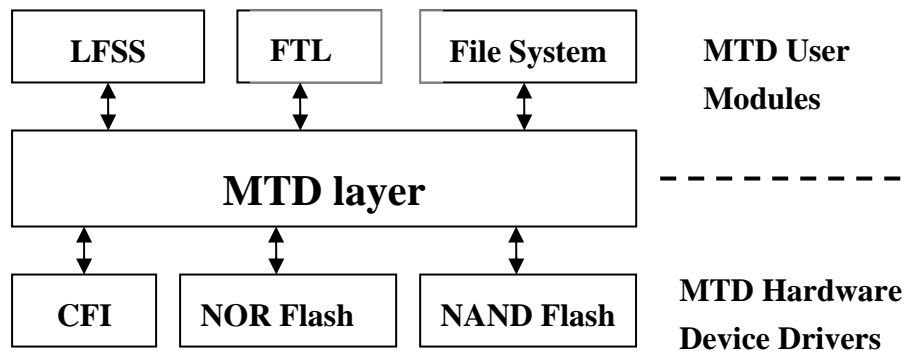 LFSS
FTL
File System
MTD User
Modules
MTD layer
CFI
NOR Flash
NAND Flash
MTD Hardware
Device Drivers